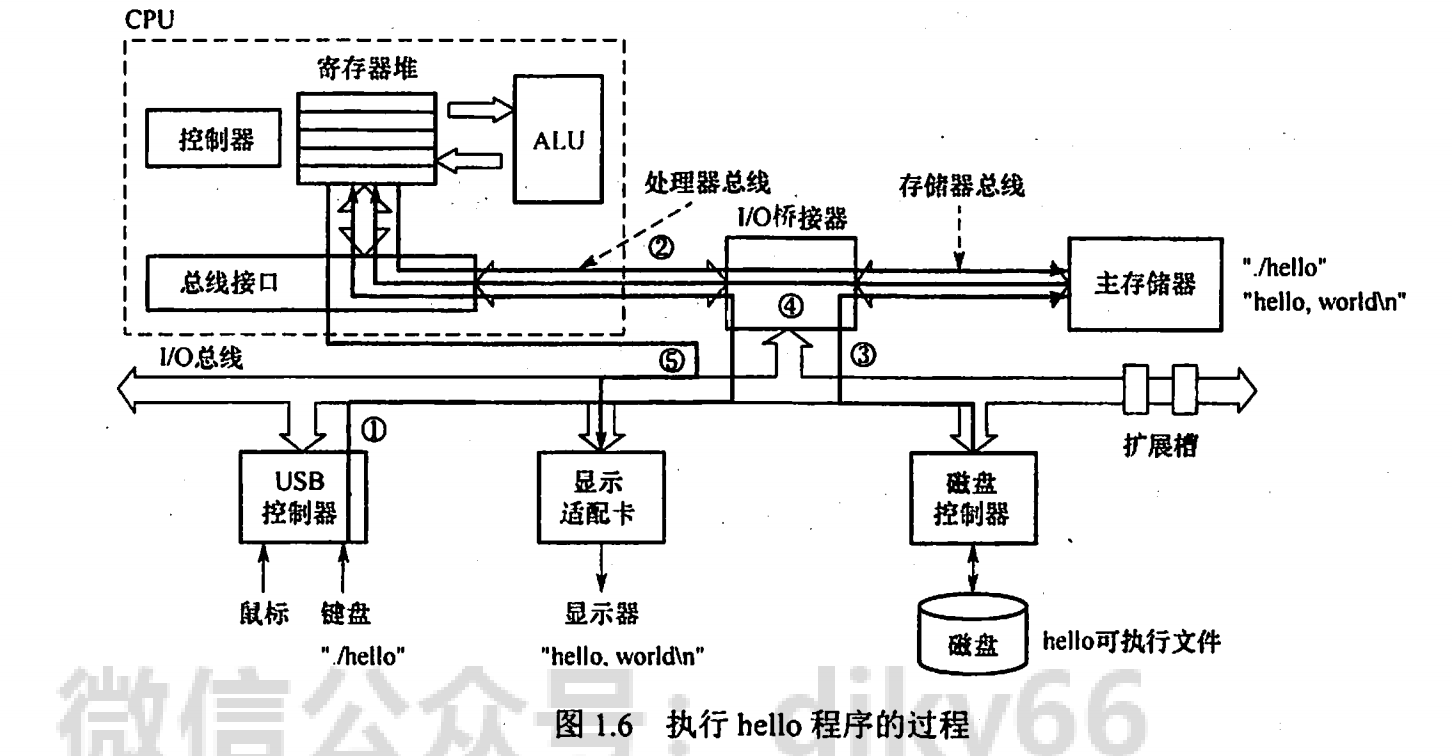 CPU
寄存器堆
控制器
ALU
处理器总线
存储器总线
I/O桥接器
②
总线接口
主存储器
"./hello"
"hello, world\n"
④
I/O总线
⑤
③
①
扩展槽
USB
控制器
显示
适配卡
磁盘
控制器
鼠标
键盘
显示器
"./hello"
"hello, world\n"
磁盘
hello可执行文件
微信公众号：djky66
图 1.6 执行 hello 程序的过程